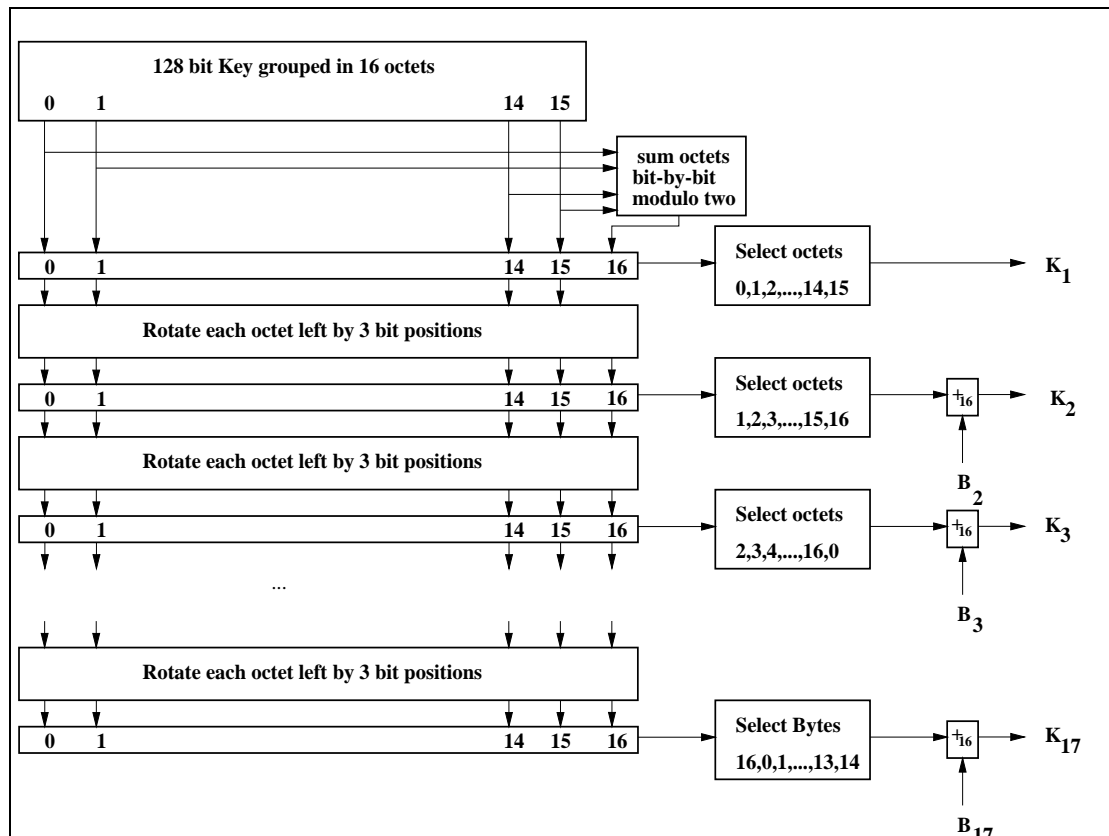 128 bit Key grouped in 16 octets
0 1 14 15
sum octets
bit-by-bit
modulo two
0 1 14 15 16
Select octets
0,1,2,...,14,15
K1
Rotate each octet left by 3 bit positions
0 1 14 15 16
Select octets
1,2,3,...,15,16
+16
K2
B2
Rotate each octet left by 3 bit positions
0 1 14 15 16
Select octets
2,3,4,...,16,0
+16
K3
B3
...
Rotate each octet left by 3 bit positions
0 1 14 15 16
Select Bytes
16,0,1,...,13,14
+16
K17
B17